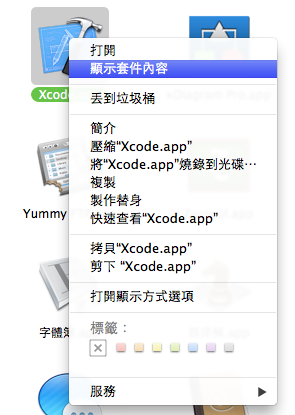 打開
顯示套件內容
Xcode
丟到垃圾桶
簡介
壓縮“Xcode.app”
將“Xcode.app”燒錄到光碟…
複製
製作替身
快速查看“Xcode.app”
Yummy
拷貝“Xcode.app”
剪下 “Xcode.app”
打開顯示方式選項
標籤：
字體簿
服務